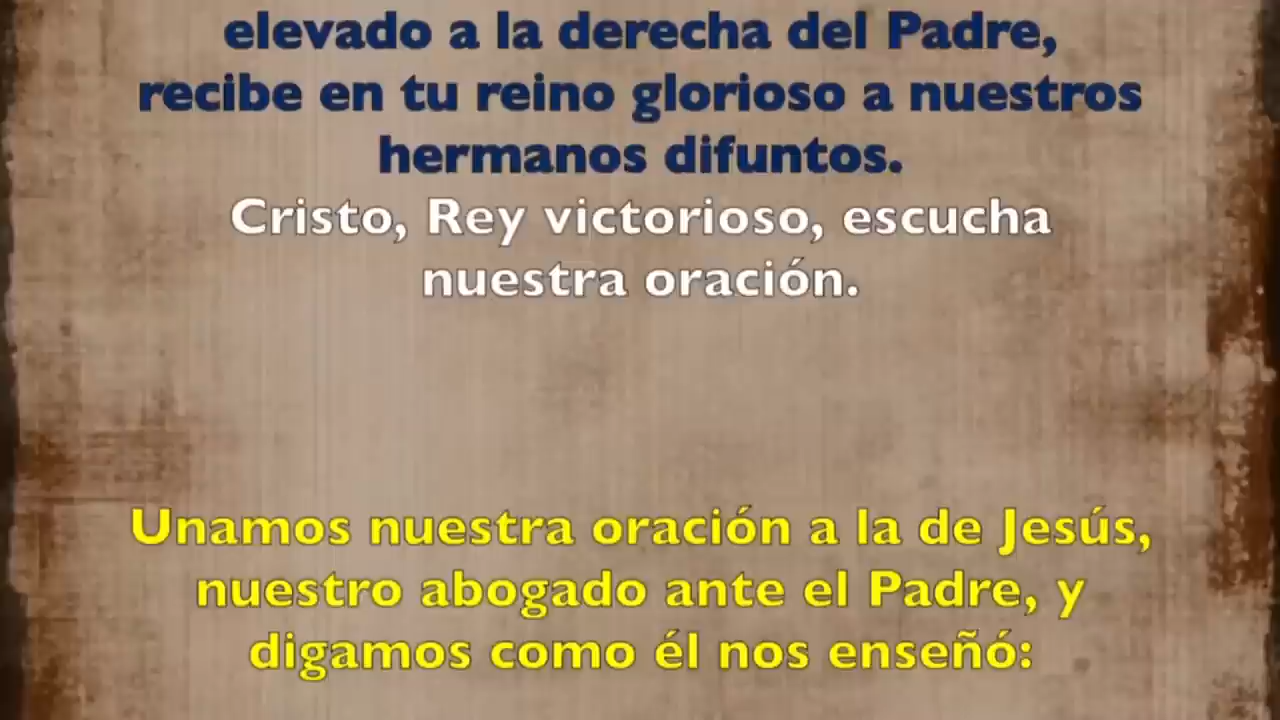 elevado a la derecha del Padre,
recibe en tu reino glorioso a nuestros
hermanos difuntos.
Cristo, Rey victorioso, escucha
nuestra oración.
Unamos nuestra oración a la de Jesús,
nuestro abogado ante el Padre, y
digamos como él nos enseñó: